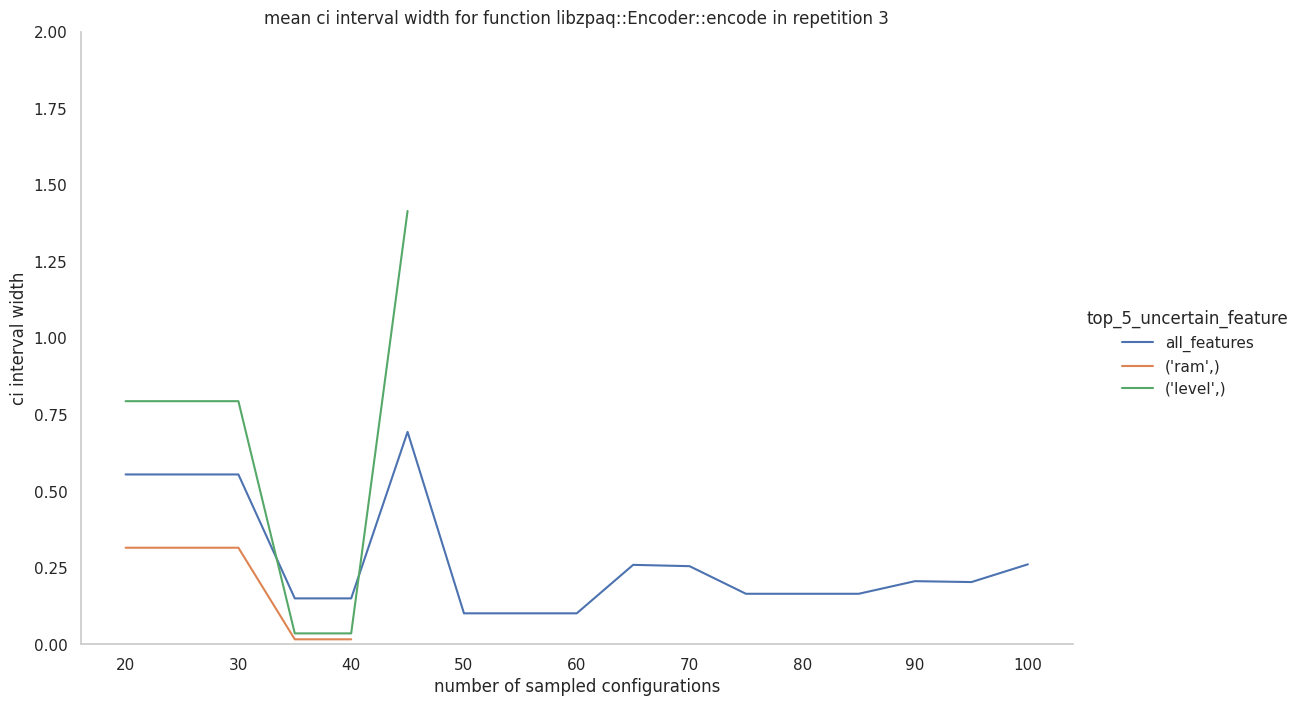 mean ci interval width for function libzpaq::Encoder::encode in repetition 3
2.00
1.75
1.50
1.25
1.00
0.75
0.50
0.25
0.00
ci interval width
20 30 40 50 60 70 80 90 100
number of sampled configurations
top_5_uncertain_feature
all_features
('ram',)
('level',)